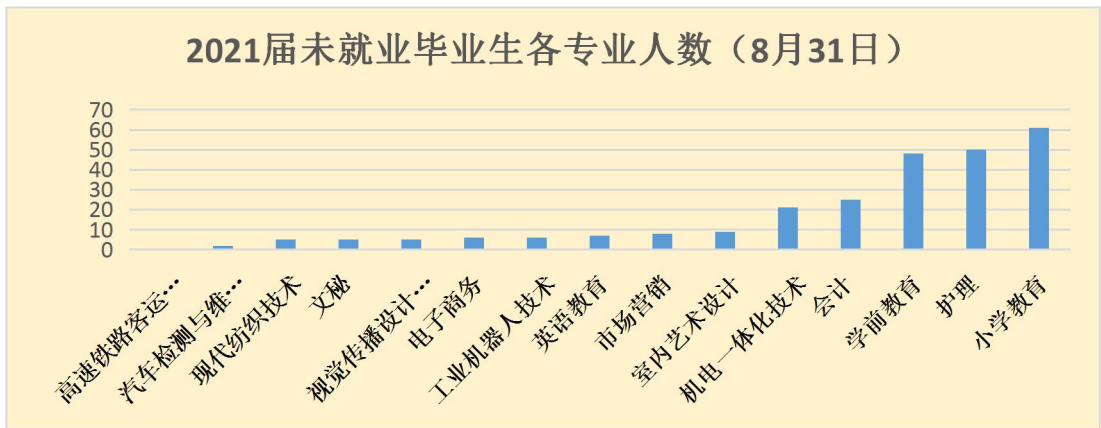 2021届未就业毕业生各专业人数（8月31日）
70
60
50
40
30
20
10
0
高速铁路客运…
汽车检测与维…
现代纺织技术
文秘
视觉传播设计…
电子商务
工业机器人技术
英语教育
市场营销
室内艺术设计
机电一体化技术
会计
学前教育
护理
小学教育